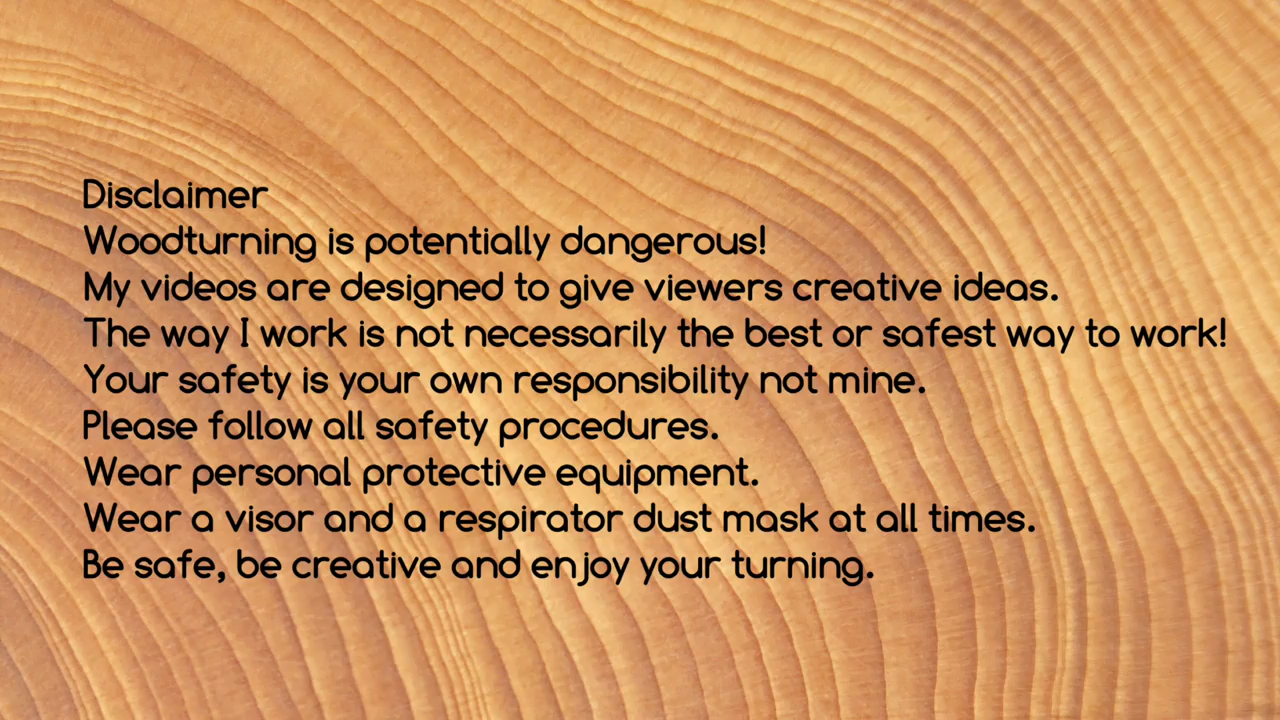 Disclaimer
Woodturning is potentially dangerous!
My videos are designed to give viewers creative ideas.
The way I work is not necessarily the best or safest way to work!
Your safety is your own responsibility not mine.
Please follow all safety procedures.
Wear personal protective equipment.
Wear a visor and a respirator dust mask at all times.
Be safe, be creative and enjoy your turning.